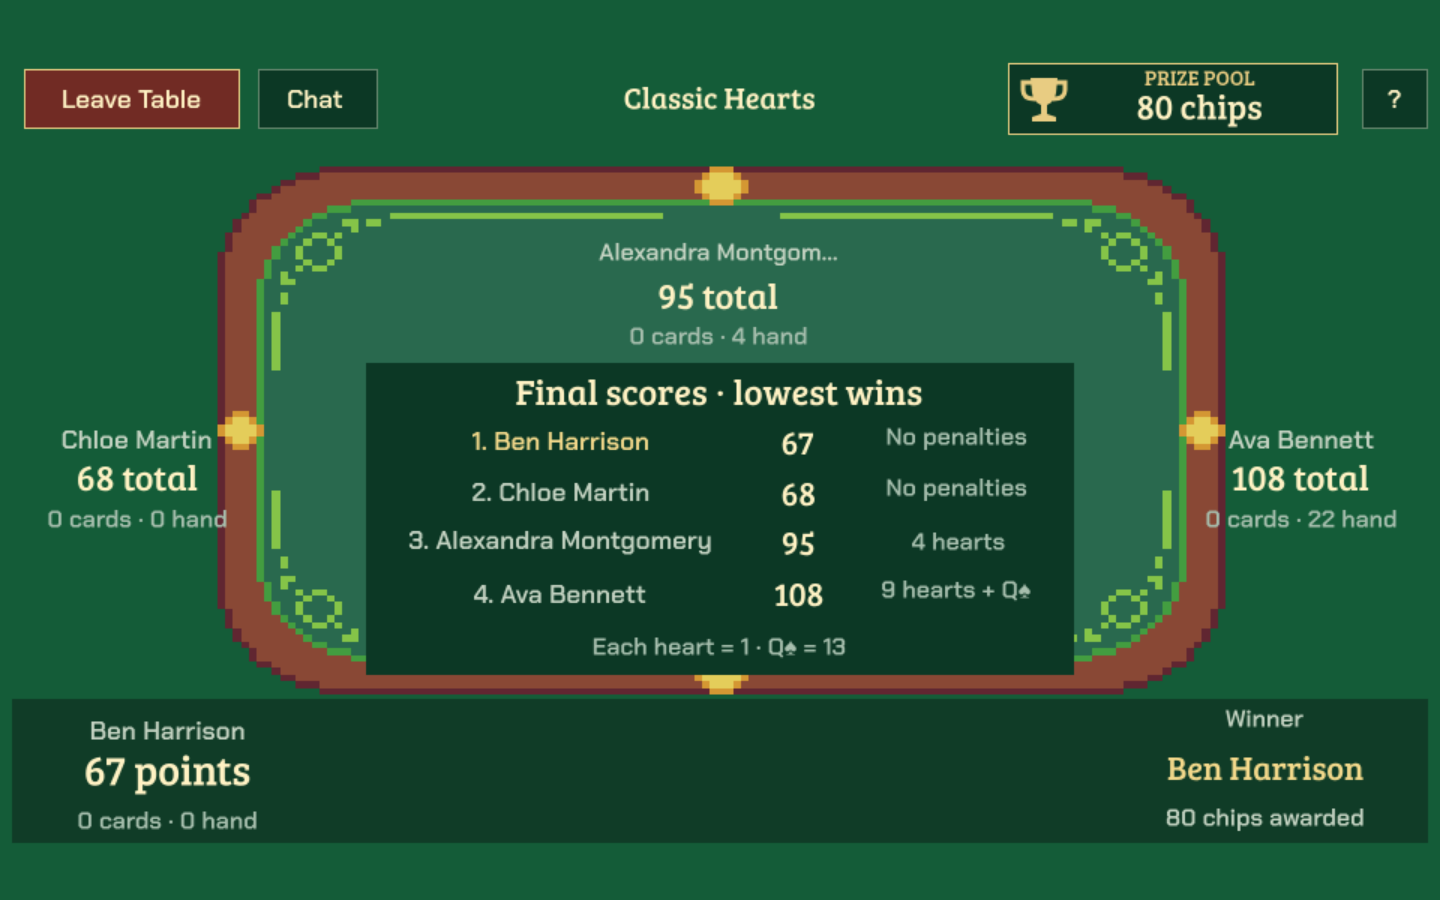 Leave Table
Chat
Classic Hearts
PRIZE POOL
80 chips
?
Alexandra Montgom...
95 total
0 cards · 4 hand
Chloe Martin
68 total
0 cards · 0 hand
Ava Bennett
108 total
0 cards · 22 hand
Final scores · lowest wins
1. Ben Harrison 67 No penalties
2. Chloe Martin 68 No penalties
3. Alexandra Montgomery 95 4 hearts
4. Ava Bennett 108 9 hearts + Q♠
Each heart = 1 · Q♠ = 13
Ben Harrison
67 points
0 cards · 0 hand
Winner
Ben Harrison
80 chips awarded